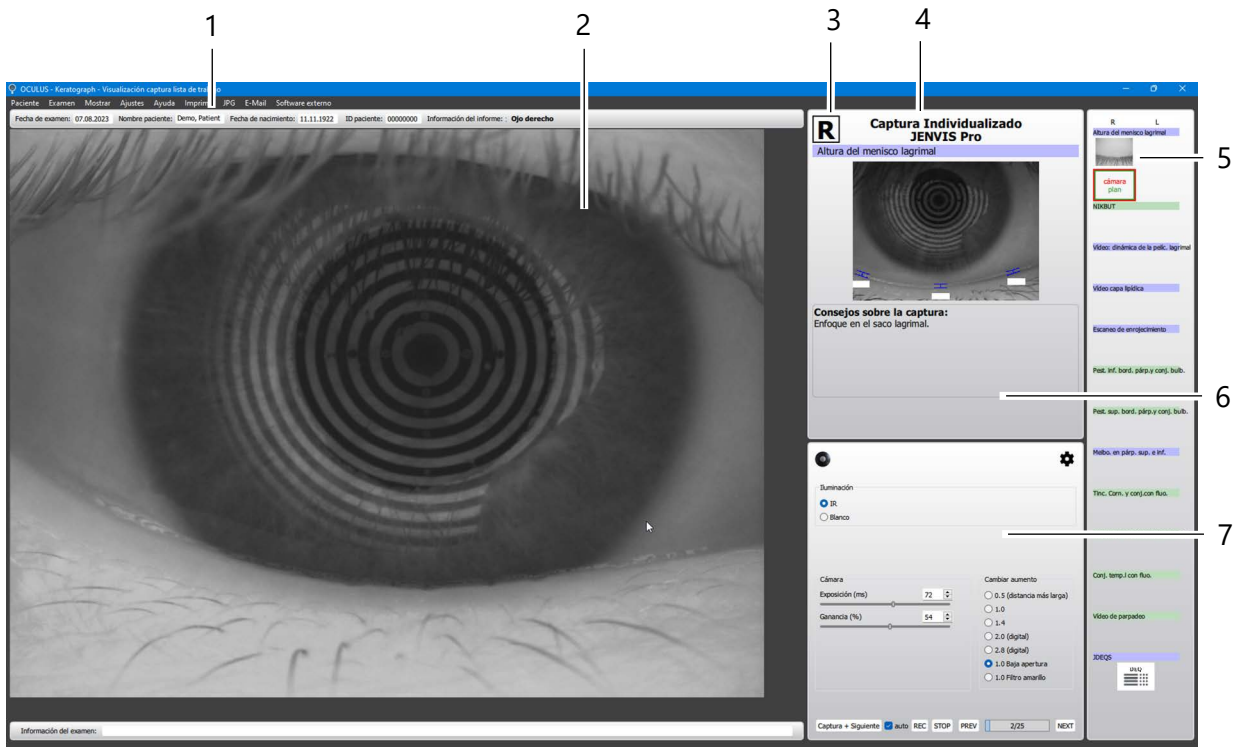 1
2
3
4
OCULUS - Keratograph - Visualización captura lista de trabajo
Paciente Examen Mostrar Ajustes Ayuda Imprimir JPG E-Mail Software externo
Fecha de examen: 07.08.2023 Nombre paciente: Demo, Patient Fecha de nacimiento: 11.11.1922 ID paciente: 00000000 Información del informe: : Ojo derecho
R
Captura Individualizado
JENVIS Pro
Altura del menisco lagrimal
Consejos sobre la captura:
Enfoque en el saco lagrimal.
Iluminación
IR
Blanco
Cámara
Exposición (ms) 72
Ganancia (%) 54
Cambiar aumento
0.5 (distancia más larga)
1.0
1.4
2.0 (digital)
2.8 (digital)
1.0 Baja apertura
1.0 Filtro amarillo
Captura + Siguiente auto REC STOP PREV 2/25 NEXT
R L
Altura del menisco lagrimal
cámara
plan
NIKBUT
Vídeo: dinámica de la pelíc. lagrimal
Vídeo capa lipídica
Escaneo de enrojecimiento
Pest. inf. bord. párp.y conj. bulb.
Pest. sup. bord. párp.y conj. bulb.
Meibo. en párp. sup. e inf.
Tinc. Corn. y conj.con fluo.
Conj. temp.l con fluo.
Vídeo de parpadeo
JDEQS
DEQ
5
6
7
Información del examen: